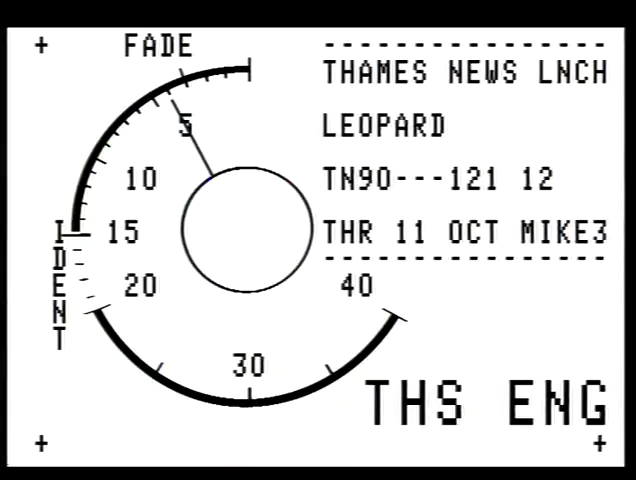 FADE
THAMES NEWS LNCH
5
LEOPARD
10
TN90---121 12
15
THR 11 OCT MIKE3
IDENT
20
40
30
THS ENG